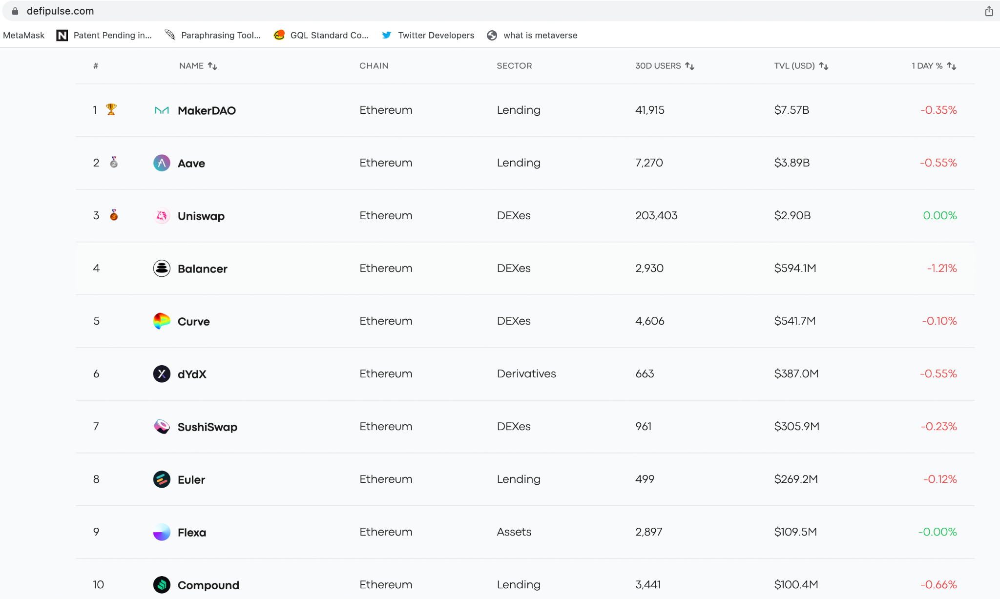 defipulse.com
MetaMask Patent Pending in... Paraphrasing Tool... GQL Standard Co... Twitter Developers what is metaverse
# NAME CHAIN SECTOR 30D USERS TVL (USD) 1 DAY %
1 MakerDAO Ethereum Lending 41,915 $7.57B -0.35%
2 Aave Ethereum Lending 7,270 $3.89B -0.55%
3 Uniswap Ethereum DEXes 203,403 $2.90B 0.00%
4 Balancer Ethereum DEXes 2,930 $594.1M -1.21%
5 Curve Ethereum DEXes 4,606 $541.7M -0.10%
6 dYdX Ethereum Derivatives 663 $387.0M -0.55%
7 SushiSwap Ethereum DEXes 961 $305.9M -0.23%
8 Euler Ethereum Lending 499 $269.2M -0.12%
9 Flexa Ethereum Assets 2,897 $109.5M -0.00%
10 Compound Ethereum Lending 3,441 $100.4M -0.66%